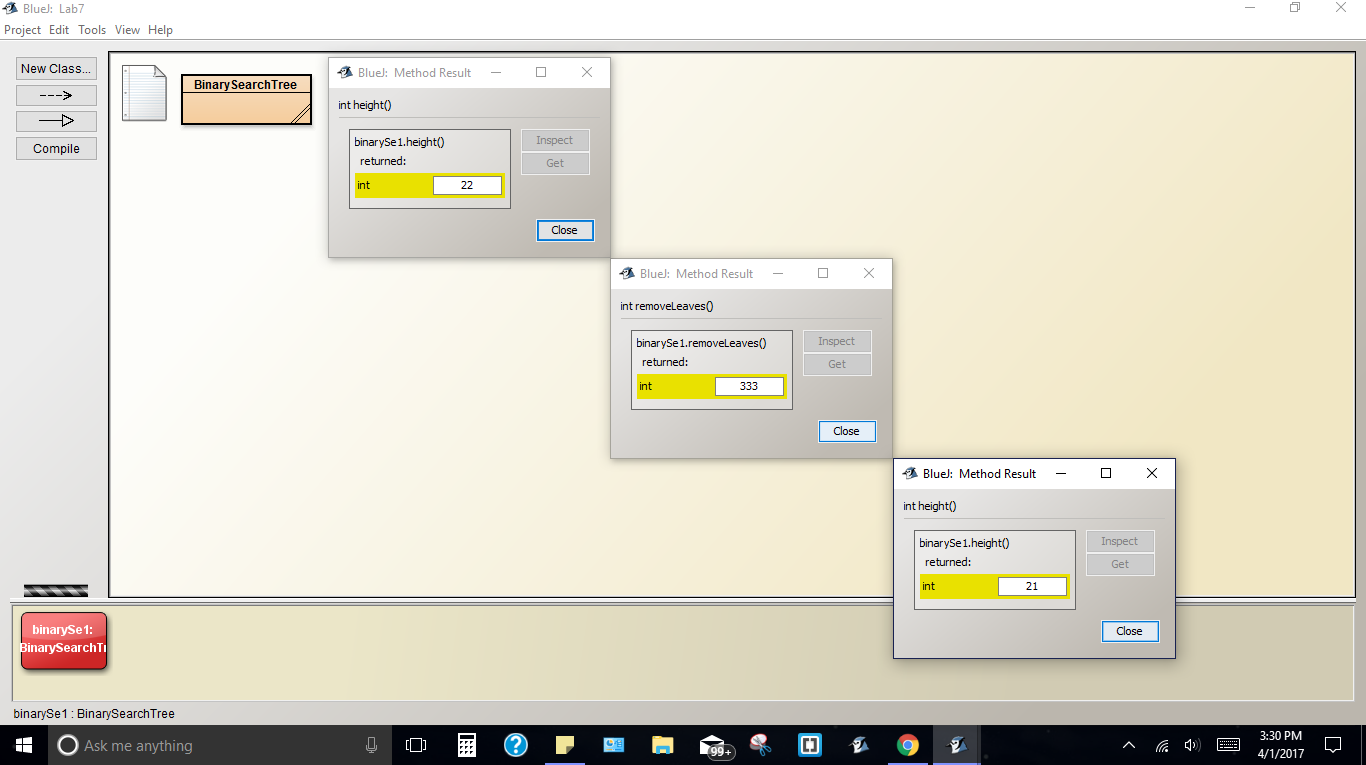 BlueJ: Lab7
Project Edit Tools View Help
New Class...
Compile
BinarySearchTree
BlueJ: Method Result
int height()
binarySe1.height()
returned:
int 22
Inspect
Get
Close
BlueJ: Method Result
int removeLeaves()
binarySe1.removeLeaves()
returned:
int 333
Inspect
Get
Close
BlueJ: Method Result
int height()
binarySe1.height()
returned:
int 21
Inspect
Get
Close
binarySe1:
BinarySearchTr
binarySe1 : BinarySearchTree
Ask me anything
99+
3:30 PM
4/1/2017